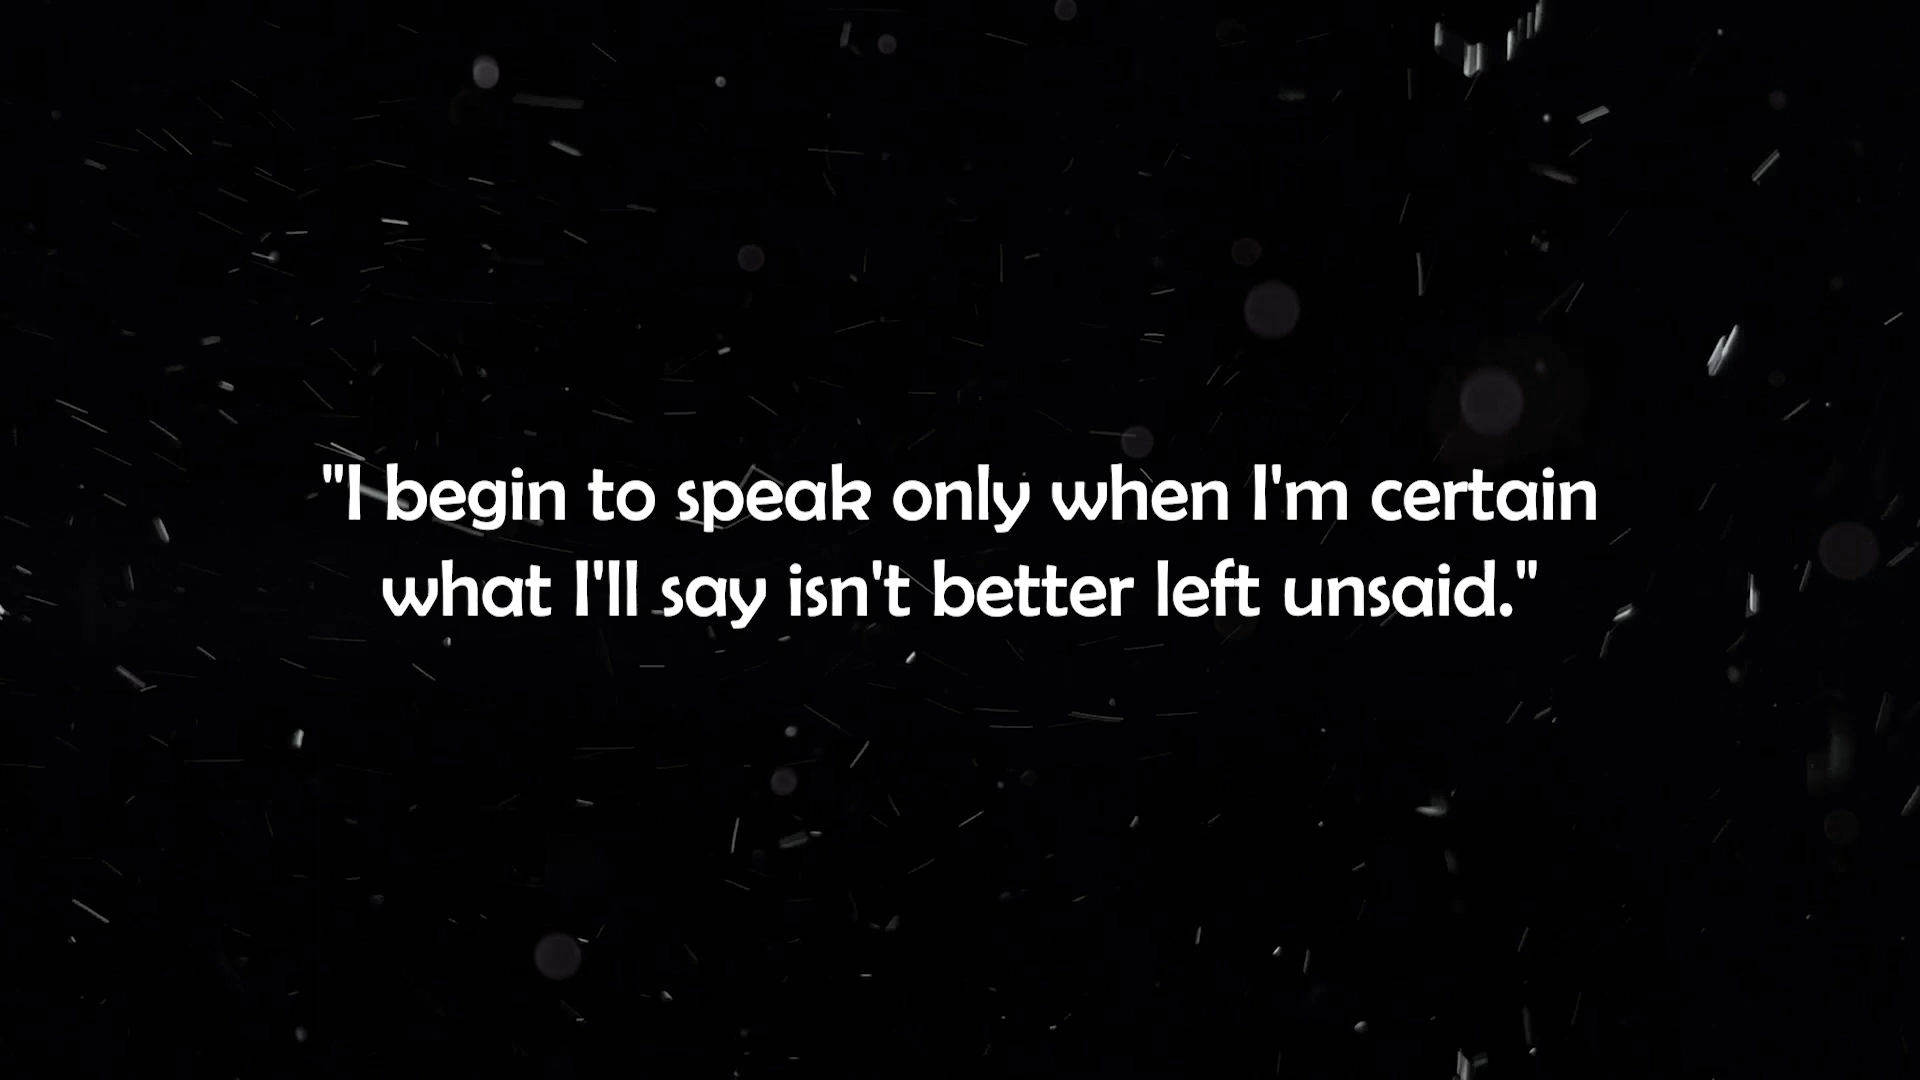 "I begin to speak only when I'm certain
what I'll say isn't better left unsaid."